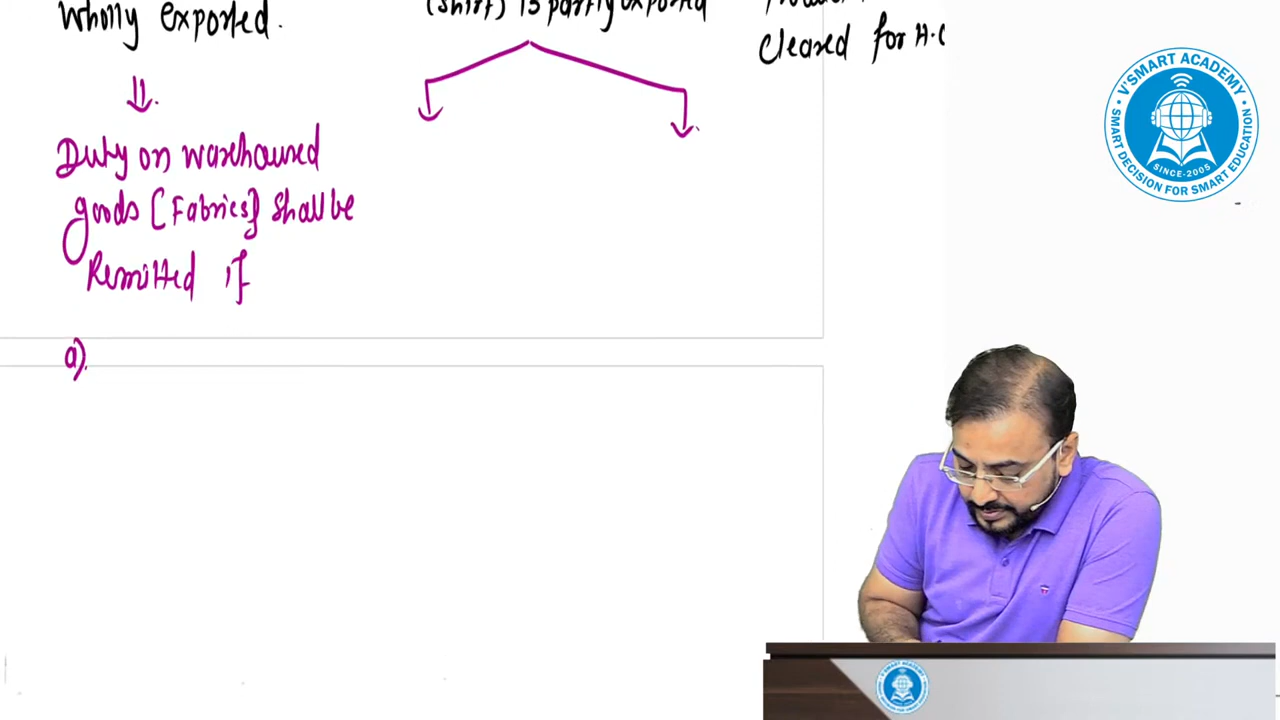 Wholly exported.
(Shirt) is partly exported
Cleared for H.C
Duty on warehoused
goods [Fabrics] shall be
Remitted if
a).
V'SMART ACADEMY
SINCE-2005
SMART DECISION FOR SMART EDUCATION